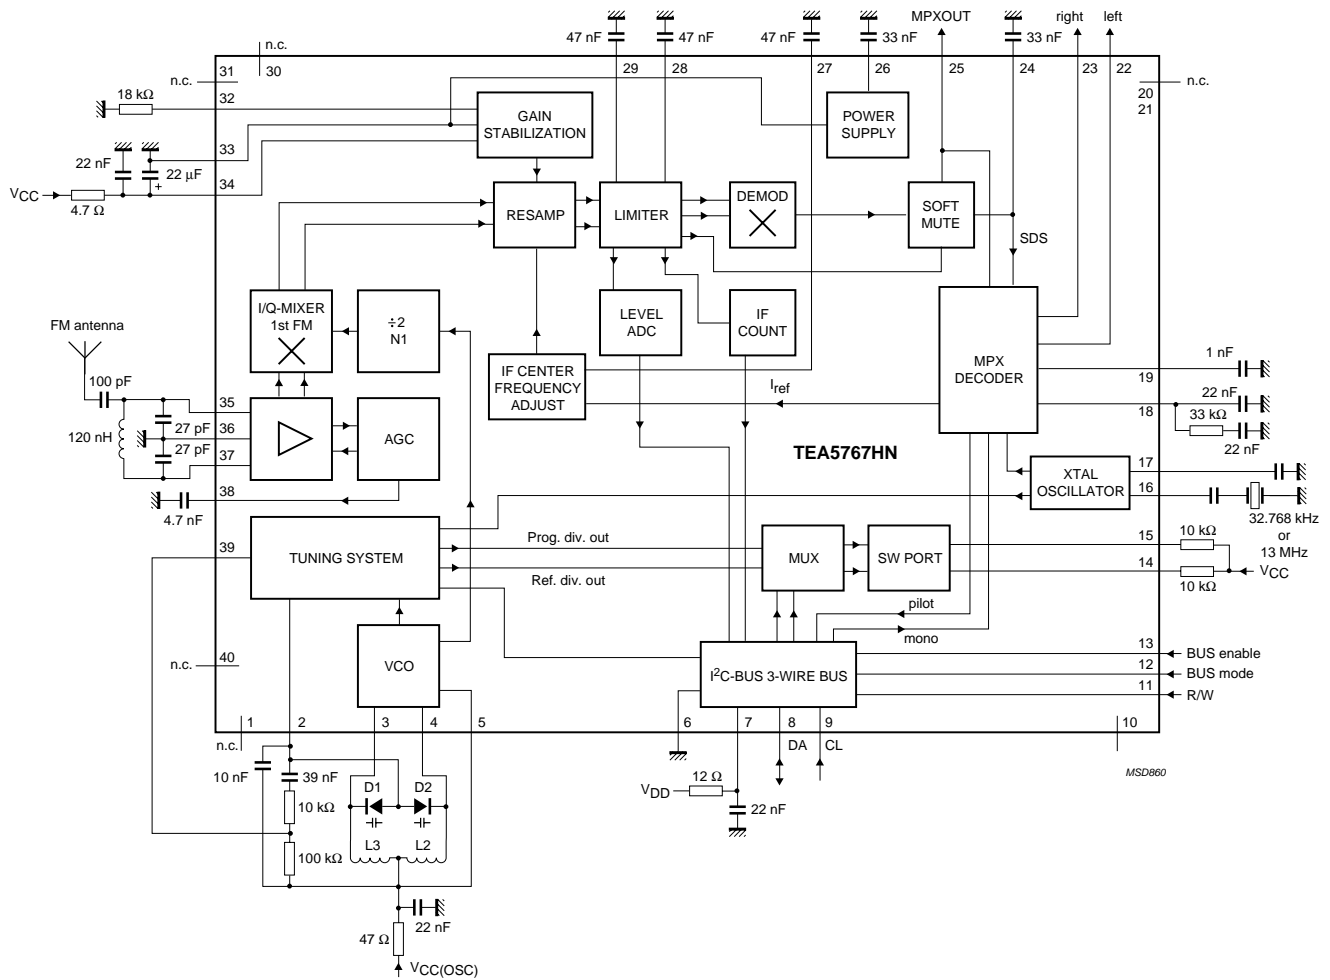 47 nF
47 nF
47 nF
33 nF
MPXOUT
33 nF
right
left
n.c.
31
30
n.c.
32
18 kΩ
33
22 nF
22 μF
+
34
VCC
4.7 Ω
29
28
27
26
25
24
23
22
n.c.
20
21
GAIN
STABILIZATION
POWER
SUPPLY
RESAMP
LIMITER
DEMOD
SOFT
MUTE
SDS
I/Q-MIXER
1st FM
÷2
N1
LEVEL
ADC
IF
COUNT
IF CENTER
FREQUENCY
ADJUST
Iref
MPX
DECODER
FM antenna
100 pF
35
27 pF
36
120 nH
27 pF
37
AGC
38
4.7 nF
39
TEA5767HN
1 nF
19
22 nF
18
33 kΩ
22 nF
17
XTAL
OSCILLATOR
16
32.768 kHz
or
13 MHz
TUNING SYSTEM
Prog. div. out
Ref. div. out
MUX
SW PORT
15
10 kΩ
14
VCC
10 kΩ
pilot
mono
VCO
I²C-BUS 3-WIRE BUS
13
BUS enable
12
BUS mode
11
R/W
n.c.
40
1
2
3
4
5
6
7
8
9
10
n.c.
DA
CL
MSD860
10 nF
39 nF
D1
D2
10 kΩ
L3
L2
100 kΩ
VDD
12 Ω
22 nF
22 nF
47 Ω
VCC(OSC)